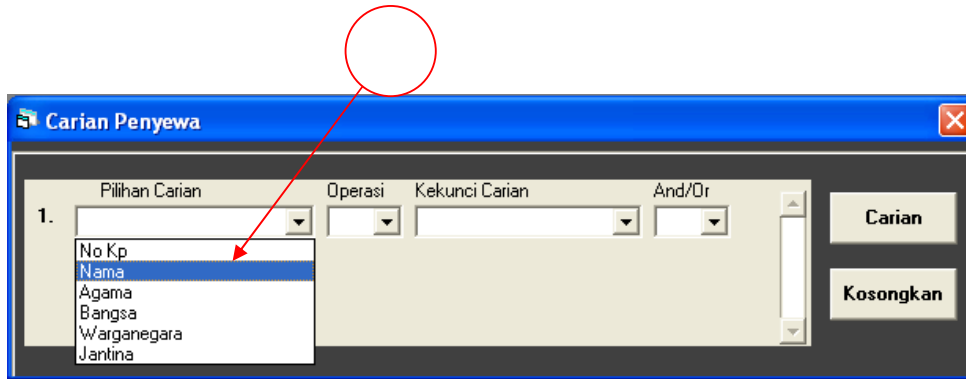 Carian Penyewa
Pilihan Carian Operasi Kekunci Carian And/Or
1.
Carian
No Kp
Nama
Agama
Kosongkan
Bangsa
Warganegara
Jantina